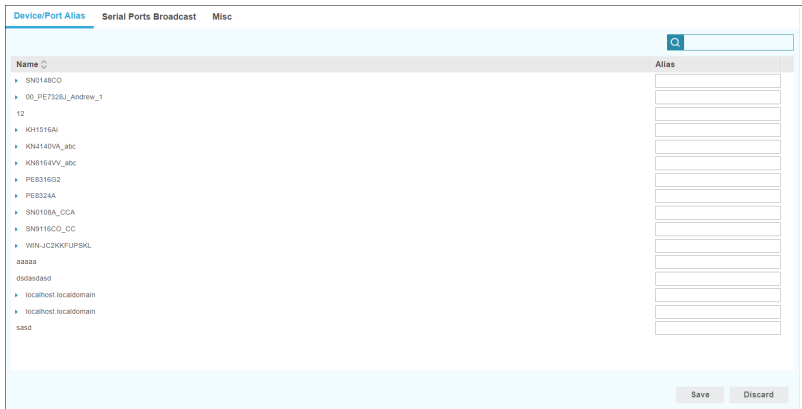 Device/Port Alias Serial Ports Broadcast Misc
Name Alias
SN0148CO
00_PE7328J_Andrew_1
12
KH1516Ai
KN4140VA_abc
KN8164VV_abc
PE8316G2
PE8324A
SN0108A_CCA
SN9116CO_CC
WIN-JC2KKFUPSKL
aaaaa
dsdasdasd
localhost.localdomain
localhost.localdomain
sasd
Save Discard